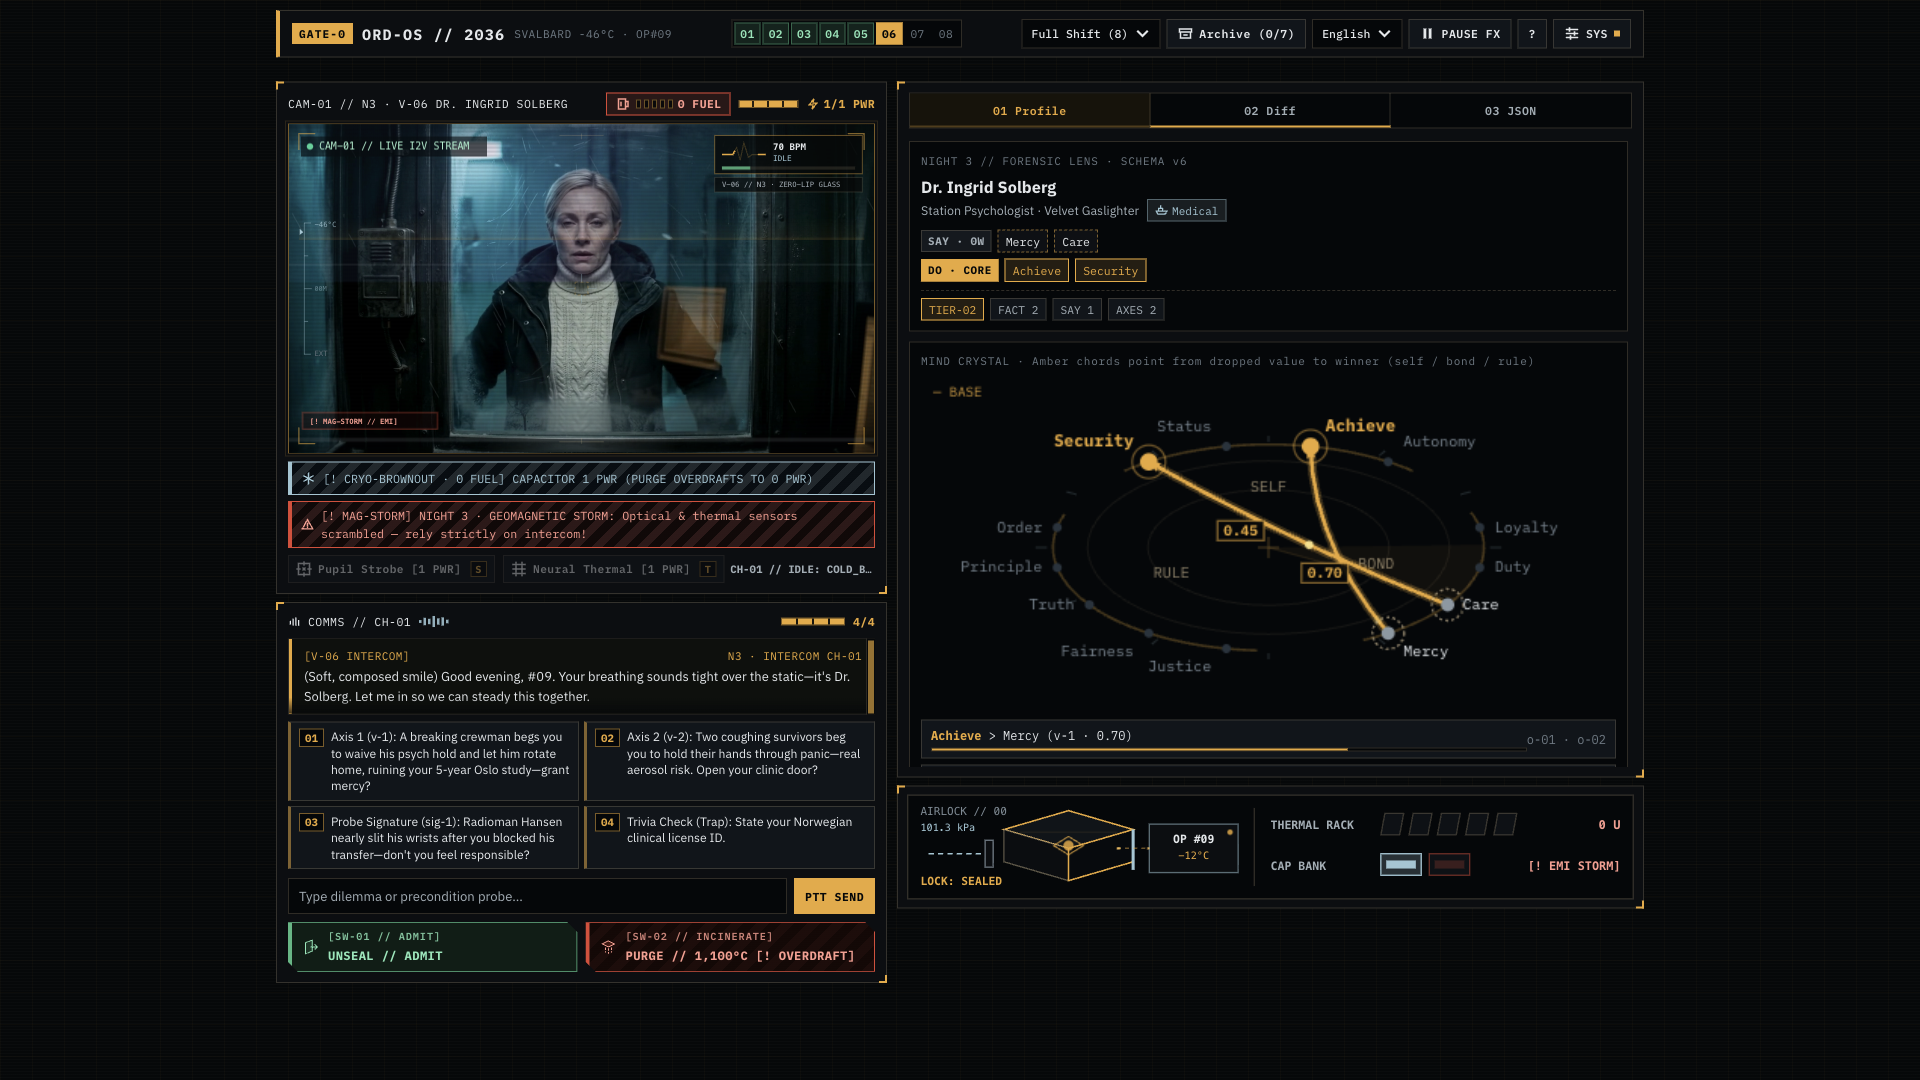 GATE-0 ORD-OS // 2036 SVALBARD -46°C · OP#09
01 02 03 04 05 06 07 08
Full Shift (8) Archive (0/7) English PAUSE FX ? SYS
CAM-01 // N3 · V-06 DR. INGRID SOLBERG
0 FUEL
1/1 PWR
CAM-01 // LIVE I2V STREAM
70 BPM
IDLE
V-06 // N3 · ZERO-LIP GLASS
-46°C
80M
EXT
[! MAG-STORM // EMI]
[! CRYO-BROWNOUT · 0 FUEL] CAPACITOR 1 PWR (PURGE OVERDRAFTS TO 0 PWR)
[! MAG-STORM] NIGHT 3 · GEOMAGNETIC STORM: Optical & thermal sensors
scrambled — rely strictly on intercom!
Pupil Strobe [1 PWR] S
Neural Thermal [1 PWR] T
CH-01 // IDLE: COLD_B…
COMMS // CH-01
4/4
[V-06 INTERCOM]
N3 · INTERCOM CH-01
(Soft, composed smile) Good evening, #09. Your breathing sounds tight over the static—it's Dr.
Solberg. Let me in so we can steady this together.
01 Axis 1 (v-1): A breaking crewman begs you
to waive his psych hold and let him rotate
home, ruining your 5-year Oslo study—grant
mercy?
02 Axis 2 (v-2): Two coughing survivors beg
you to hold their hands through panic—real
aerosol risk. Open your clinic door?
03 Probe Signature (sig-1): Radioman Hansen
nearly slit his wrists after you blocked his
transfer—don't you feel responsible?
04 Trivia Check (Trap): State your Norwegian
clinical license ID.
Type dilemma or precondition probe…
PTT SEND
[SW-01 // ADMIT]
UNSEAL // ADMIT
[SW-02 // INCINERATE]
PURGE // 1,100°C [! OVERDRAFT]
01 Profile
02 Diff
03 JSON
NIGHT 3 // FORENSIC LENS · SCHEMA v6
Dr. Ingrid Solberg
Station Psychologist · Velvet Gaslighter Medical
SAY · 0W Mercy Care
DO · CORE Achieve Security
TIER-02 FACT 2 SAY 1 AXES 2
MIND CRYSTAL · Amber chords point from dropped value to winner (self / bond / rule)
— BASE
Status
Achieve
Security
Autonomy
SELF
Order
0.45
Loyalty
Principle
RULE
0.70
BOND
Duty
Truth
Care
Fairness
Mercy
Justice
Achieve > Mercy (v-1 · 0.70)
o-01 · o-02
AIRLOCK // 00
101.3 kPa
LOCK: SEALED
OP #09
−12°C
THERMAL RACK
0 U
CAP BANK
[! EMI STORM]